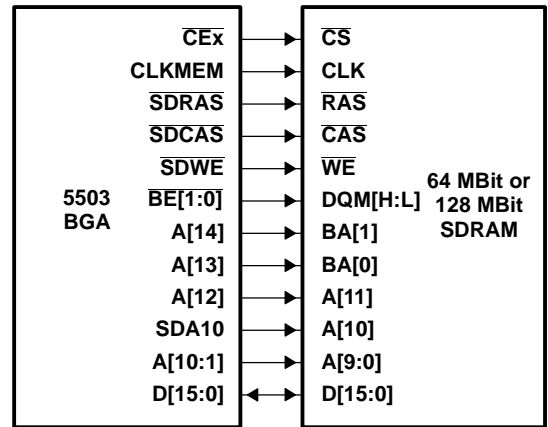 CEx CS
CLKMEM CLK
SDRAS RAS
SDCAS CAS
SDWE WE
BE[1:0] DQM[H:L]
A[14] BA[1]
A[13] BA[0]
A[12] A[11]
SDA10 A[10]
A[10:1] A[9:0]
D[15:0] D[15:0]
5503
BGA
64 MBit or
128 MBit
SDRAM